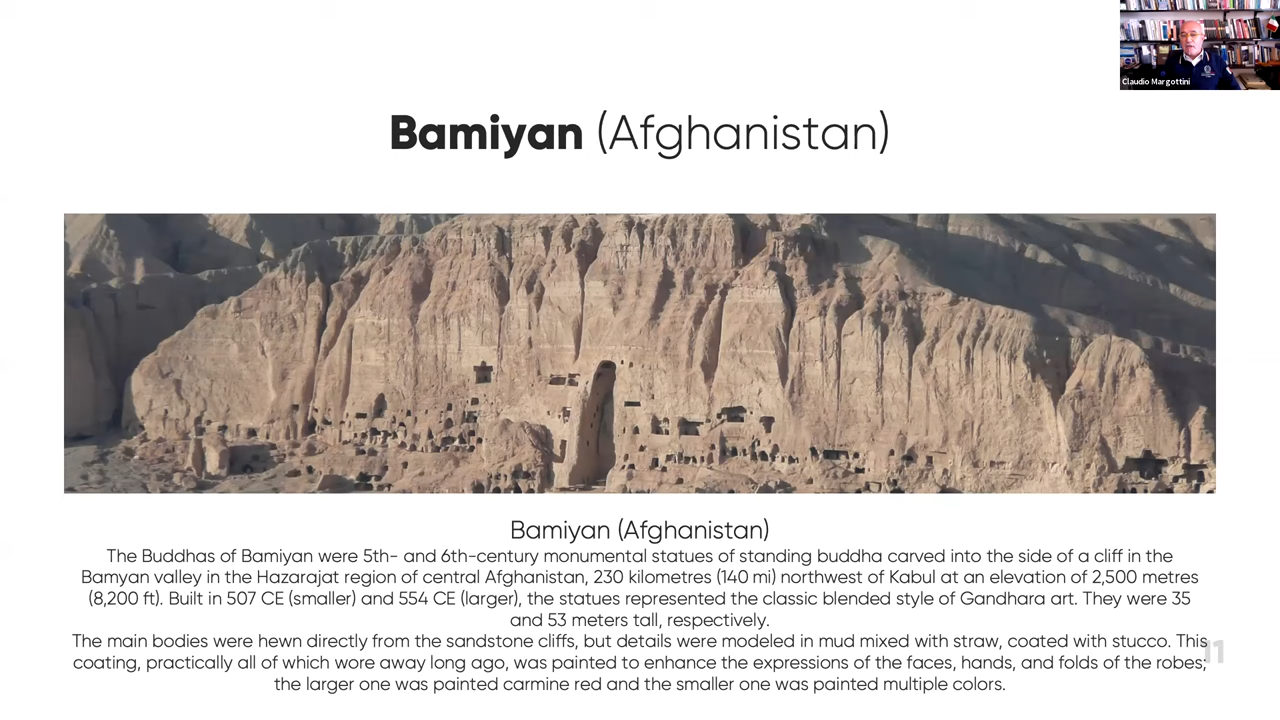 Claudio Margottini
Bamiyan (Afghanistan)
Bamiyan (Afghanistan)
The Buddhas of Bamiyan were 5th- and 6th-century monumental statues of standing buddha carved into the side of a cliff in the
Bamyan valley in the Hazarajat region of central Afghanistan, 230 kilometres (140 mi) northwest of Kabul at an elevation of 2,500 metres
(8,200 ft). Built in 507 CE (smaller) and 554 CE (larger), the statues represented the classic blended style of Gandhara art. They were 35
and 53 meters tall, respectively.
The main bodies were hewn directly from the sandstone cliffs, but details were modeled in mud mixed with straw, coated with stucco. This
coating, practically all of which wore away long ago, was painted to enhance the expressions of the faces, hands, and folds of the robes;
the larger one was painted carmine red and the smaller one was painted multiple colors.
11